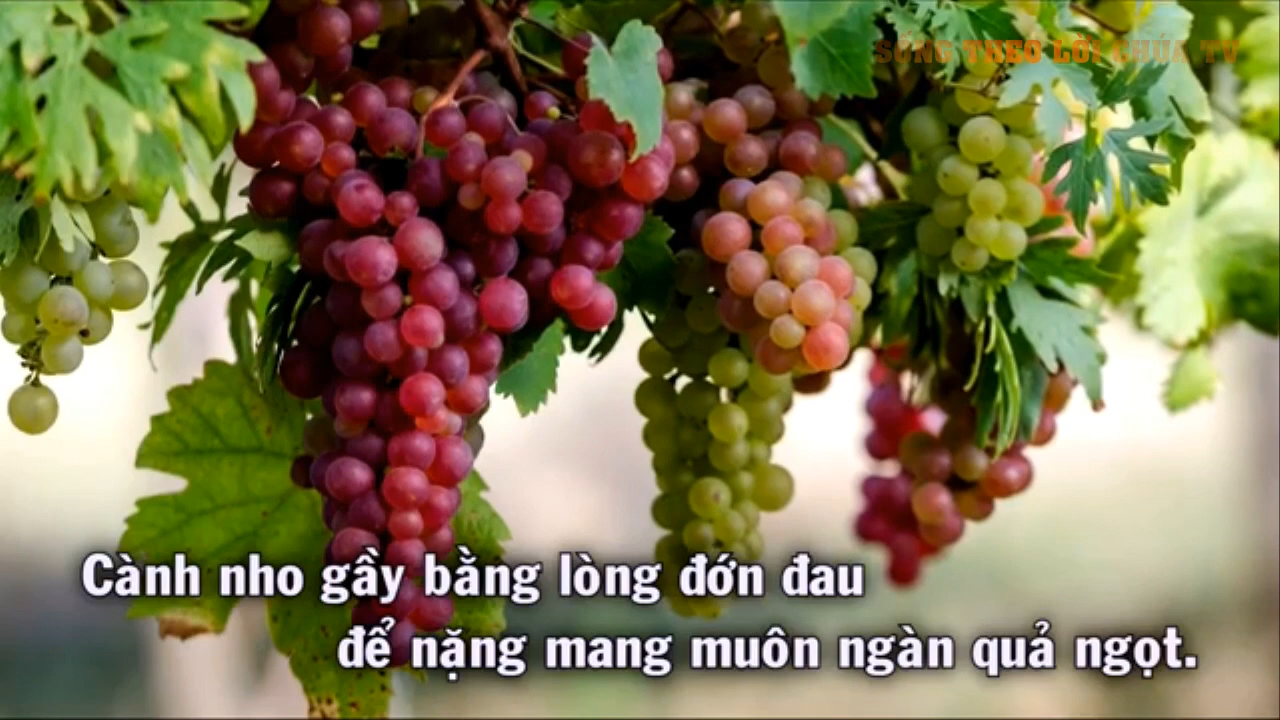 SỐNG THEO LỜI CHÚA TV
Cành nho gầy bằng lòng đớn đau
để nặng mang muôn ngàn quả ngọt.